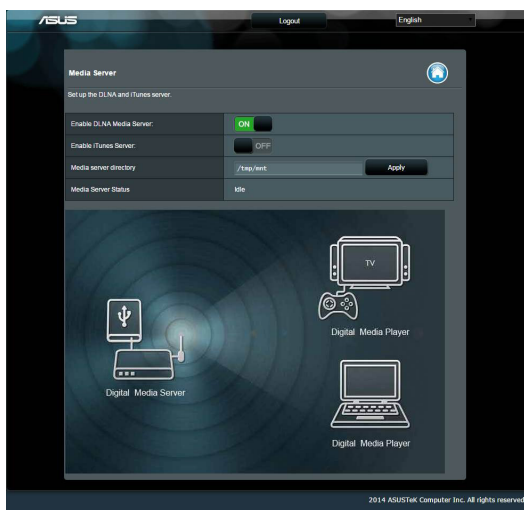 ASUS
Logout
English
Media Server
Set up the DLNA and iTunes server.
Enable DLNA Media Server:
ON
Enable iTunes Server:
OFF
Media server directory
/tmp/mnt
Apply
Media Server Status
Idle
TV
Digital Media Player
Digital Media Server
Digital Media Player
2014 ASUSTeK Computer Inc. All rights reserved